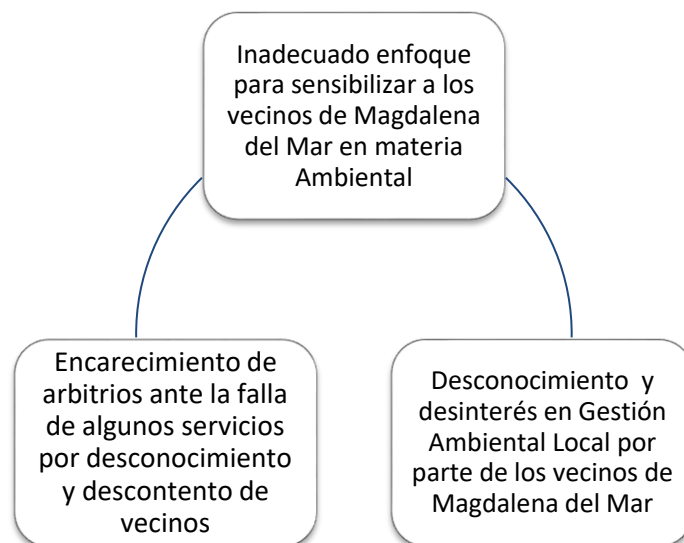 Inadecuado enfoque
para sensibilizar a los
vecinos de Magdalena
del Mar en materia
Ambiental
Encarecimiento de
arbitrios ante la falla
de algunos servicios
por desconocimiento
y descontento de
vecinos
Desconocimiento y
desinterés en Gestión
Ambiental Local por
parte de los vecinos de
Magdalena del Mar